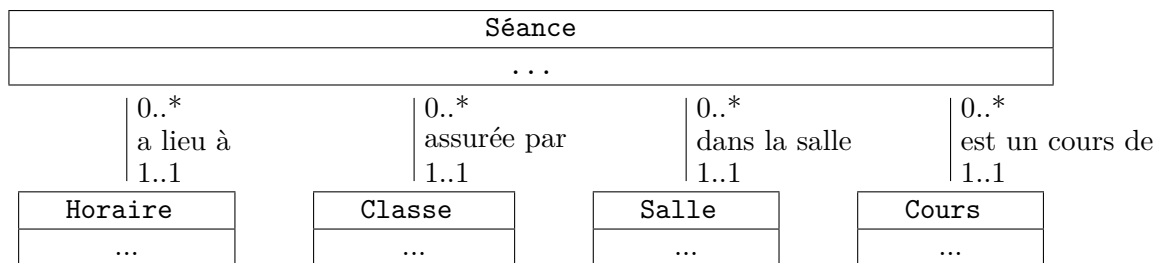 Séance
...
0..* 0..* 0..* 0..*
a lieu à assurée par dans la salle est un cours de
1..1 1..1 1..1 1..1
Horaire Classe Salle Cours
... ... ... ...